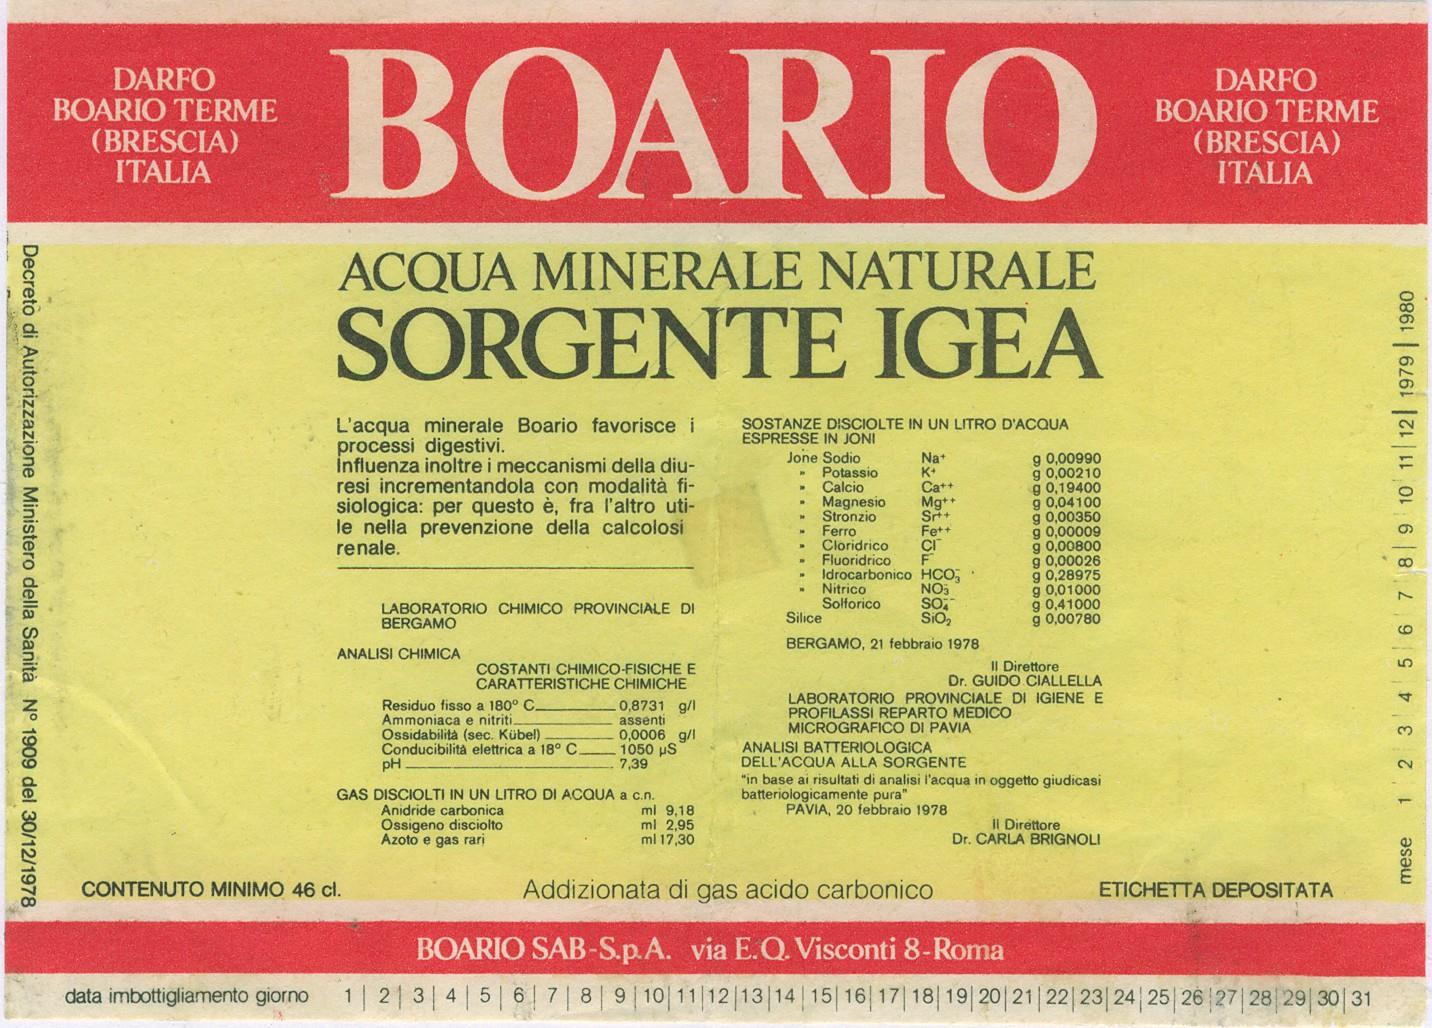 DARFO
BOARIO TERME
(BRESCIA)
ITALIA
BOARIO
DARFO
BOARIO TERME
(BRESCIA)
ITALIA
Decreto di Autorizzazione Ministero della Sanità N° 1909 del 30/12/1978
ACQUA MINERALE NATURALE
SORGENTE IGEA
L'acqua minerale Boario favorisce i
processi digestivi.
Influenza inoltre i meccanismi della diu-
resi incrementandola con modalità fi-
siologica: per questo è, fra l'altro uti-
le nella prevenzione della calcolosi
renale.
LABORATORIO CHIMICO PROVINCIALE DI
BERGAMO
ANALISI CHIMICA
COSTANTI CHIMICO-FISICHE E
CARATTERISTICHE CHIMICHE
Residuo fisso a 180° C 0,8731 g/l
Ammoniaca e nitriti assenti
Ossidabilità (sec. Kübel) 0,0006 g/l
Conducibilità elettrica a 18° C 1050 µS
pH 7,39
GAS DISCIOLTI IN UN LITRO DI ACQUA a c.n.
Anidride carbonica ml 9,18
Ossigeno disciolto ml 2,95
Azoto e gas rari ml 17,30
SOSTANZE DISCIOLTE IN UN LITRO D'ACQUA
ESPRESSE IN JONI
Jone Sodio Na⁺ g 0,00990
» Potassio K⁺ g 0,00210
» Calcio Ca⁺⁺ g 0,19400
» Magnesio Mg⁺⁺ g 0,04100
» Stronzio Sr⁺⁺ g 0,00350
» Ferro Fe⁺⁺ g 0,00009
» Cloridrico Cl⁻ g 0,00800
» Fluoridrico F⁻ g 0,00026
» Idrocarbonico HCO₃⁻ g 0,28975
» Nitrico NO₃⁻ g 0,01000
Solforico SO₄⁻⁻ g 0,41000
Silice SiO₂ g 0,00780
BERGAMO, 21 febbraio 1978
Il Direttore
Dr. GUIDO CIALLELLA
LABORATORIO PROVINCIALE DI IGIENE E
PROFILASSI REPARTO MEDICO
MICROGRAFICO DI PAVIA
ANALISI BATTERIOLOGICA
DELL'ACQUA ALLA SORGENTE
"in base ai risultati di analisi l'acqua in oggetto giudicasi
batteriologicamente pura"
PAVIA, 20 febbraio 1978
Il Direttore
Dr. CARLA BRIGNOLI
mese 1 2 3 4 5 6 7 8 9 10 11 12 1979 1980
CONTENUTO MINIMO 46 cl.
Addizionata di gas acido carbonico
ETICHETTA DEPOSITATA
BOARIO SAB-S.p.A. via E.Q. Visconti 8-Roma
data imbottigliamento giorno 1 2 3 4 5 6 7 8 9 10 11 12 13 14 15 16 17 18 19 20 21 22 23 24 25 26 27 28 29 30 31